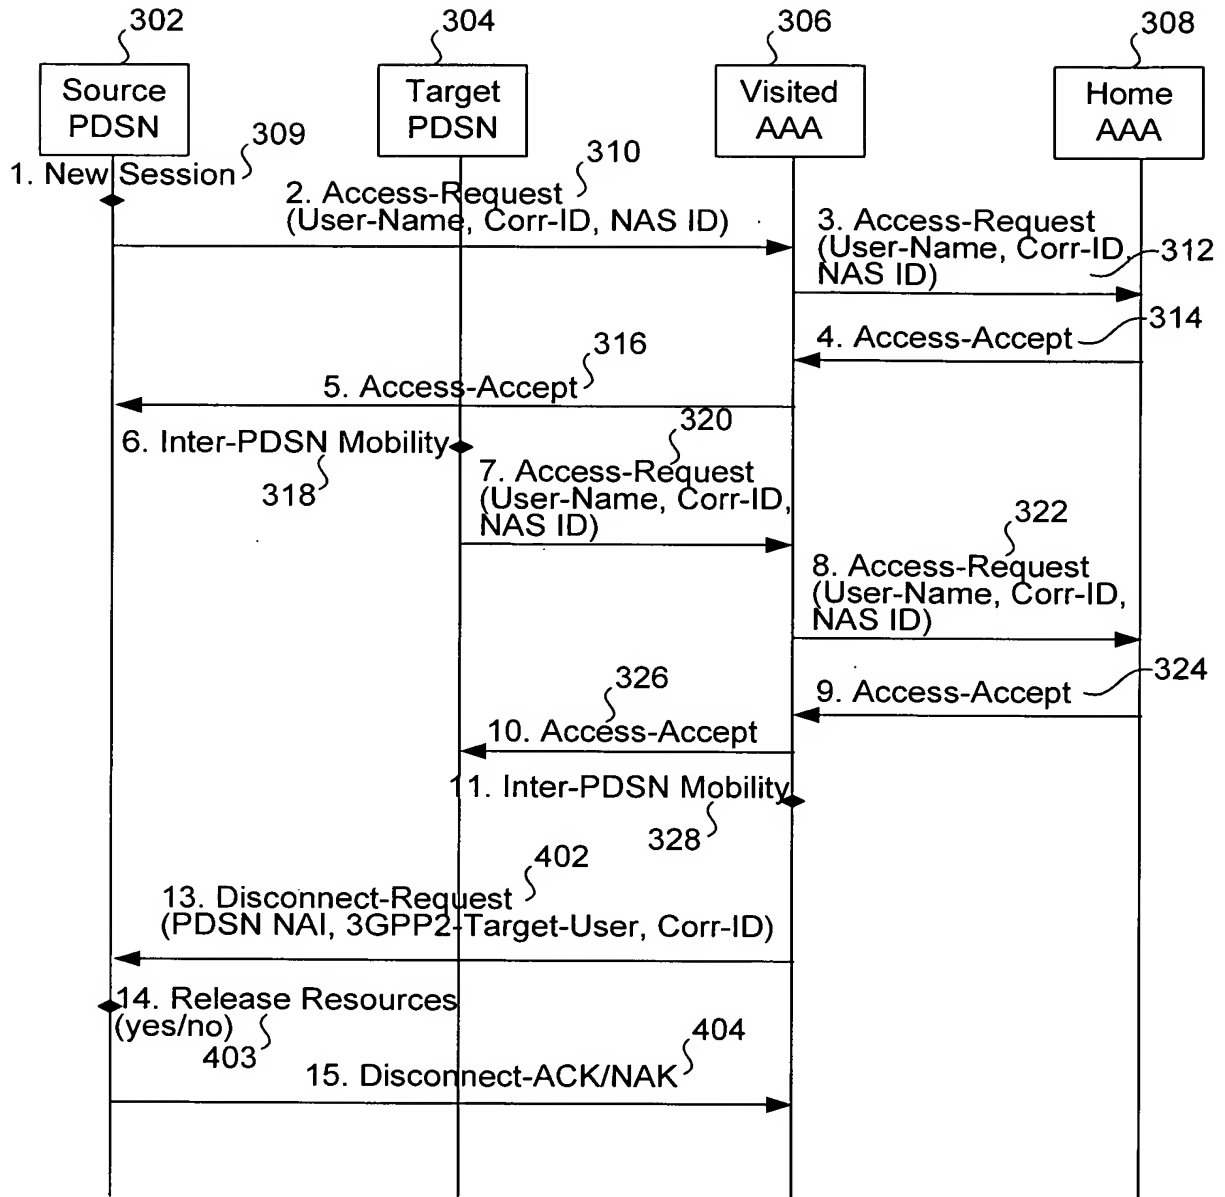 302
304
306
308
Source
PDSN
Target
PDSN
Visited
AAA
Home
AAA
309
1. New Session
310
2. Access-Request
(User-Name, Corr-ID, NAS ID)
3. Access-Request
(User-Name, Corr-ID,
NAS ID)
312
314
4. Access-Accept
316
5. Access-Accept
6. Inter-PDSN Mobility
318
320
7. Access-Request
(User-Name, Corr-ID,
NAS ID)
322
8. Access-Request
(User-Name, Corr-ID,
NAS ID)
324
9. Access-Accept
326
10. Access-Accept
11. Inter-PDSN Mobility
328
402
13. Disconnect-Request
(PDSN NAI, 3GPP2-Target-User, Corr-ID)
14. Release Resources
(yes/no)
403
404
15. Disconnect-ACK/NAK